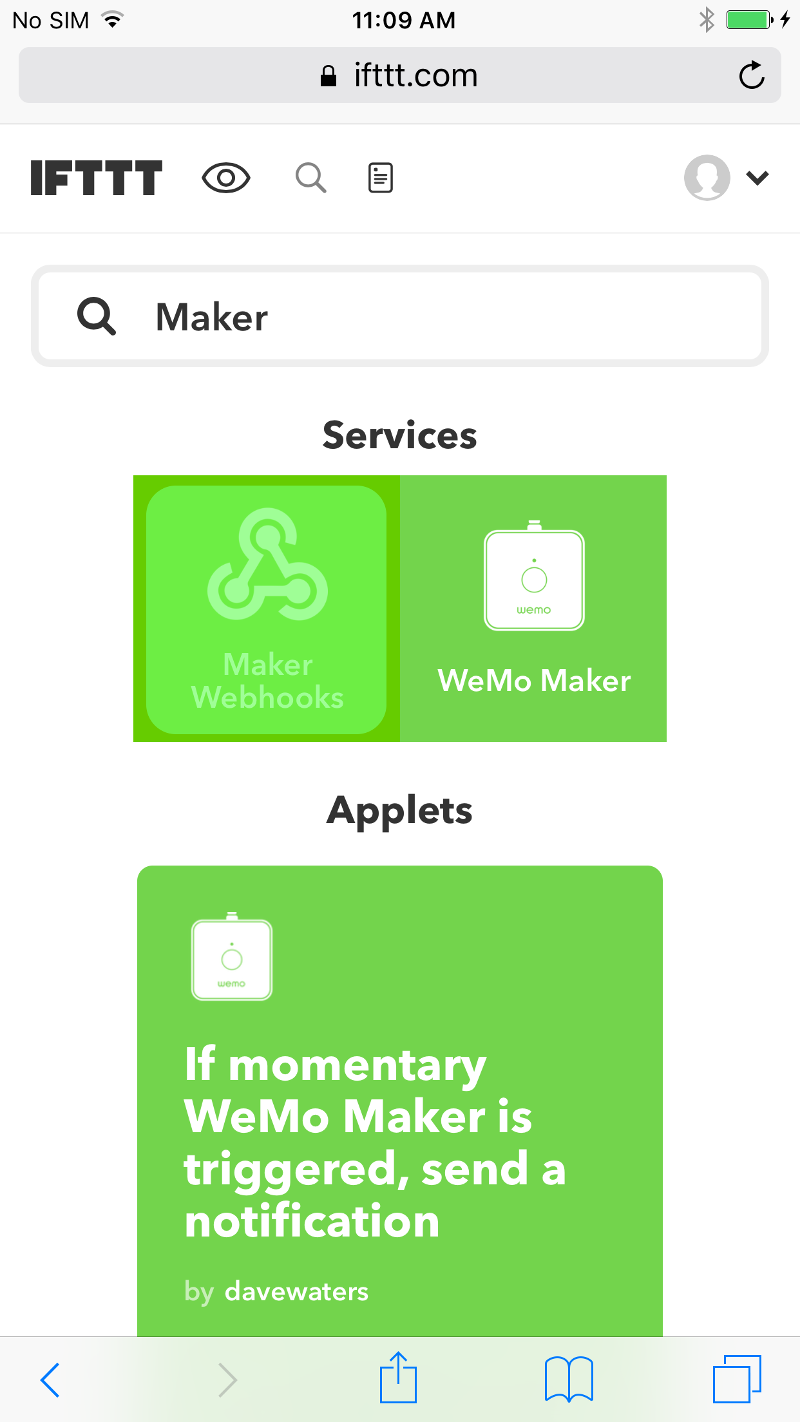 No SIM 11:09 AM
ifttt.com
IFTTT
Maker
Services
Maker
Webhooks
wemo
WeMo Maker
Applets
wemo
If momentary
WeMo Maker is
triggered, send a
notification
by davewaters